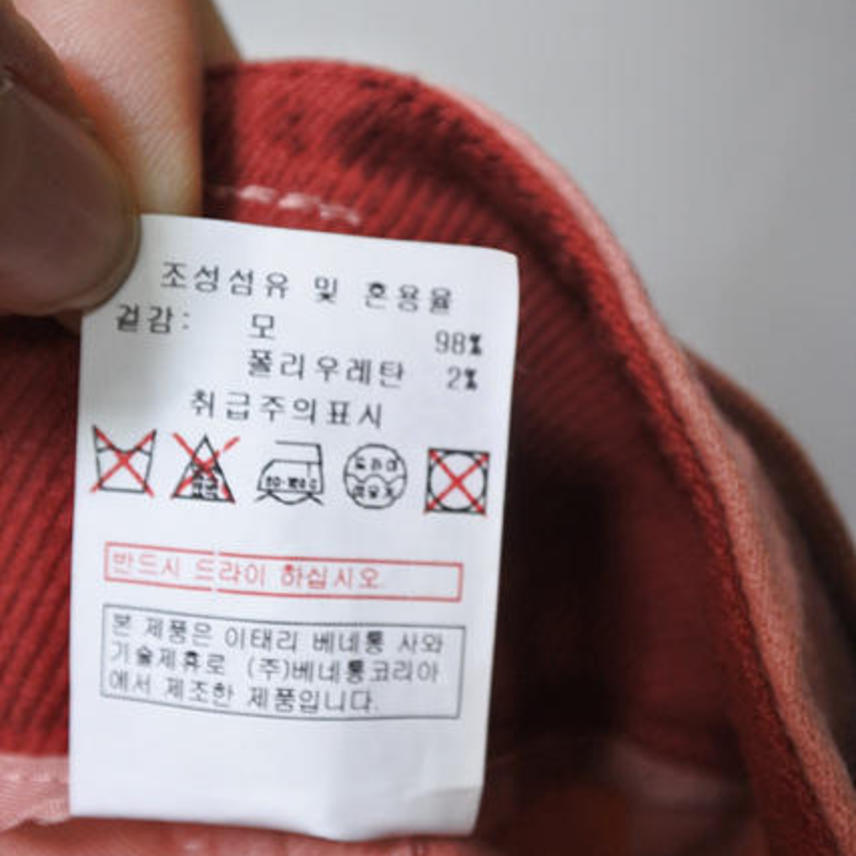 조성섬유 및 혼용율
겉감: 모 98%
폴리우레탄 2%
취급주의표시
드라이
반드시 드라이 하십시오.
본 제품은 이태리 베네통 사와
기술제휴로 (주)베네통코리아
에서 제조한 제품입니다.